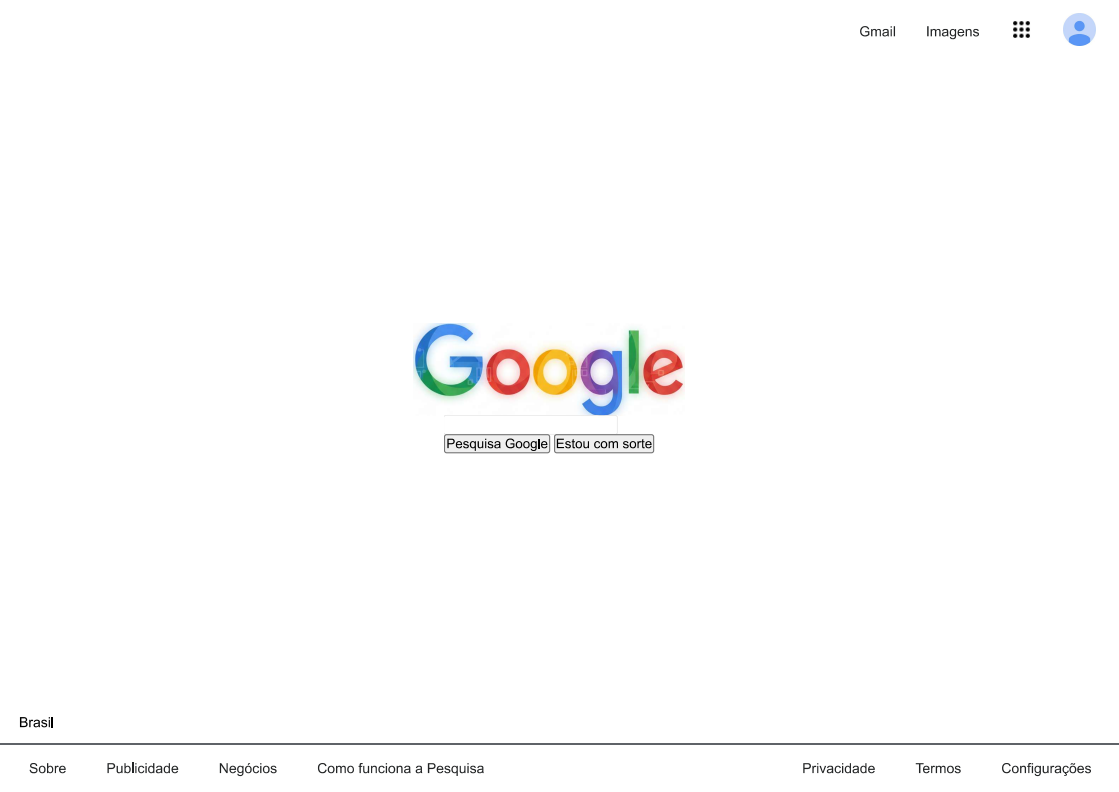 Gmail Imagens
Google
Pesquisa Google Estou com sorte
Brasil
Sobre Publicidade Negócios Como funciona a Pesquisa Privacidade Termos Configurações